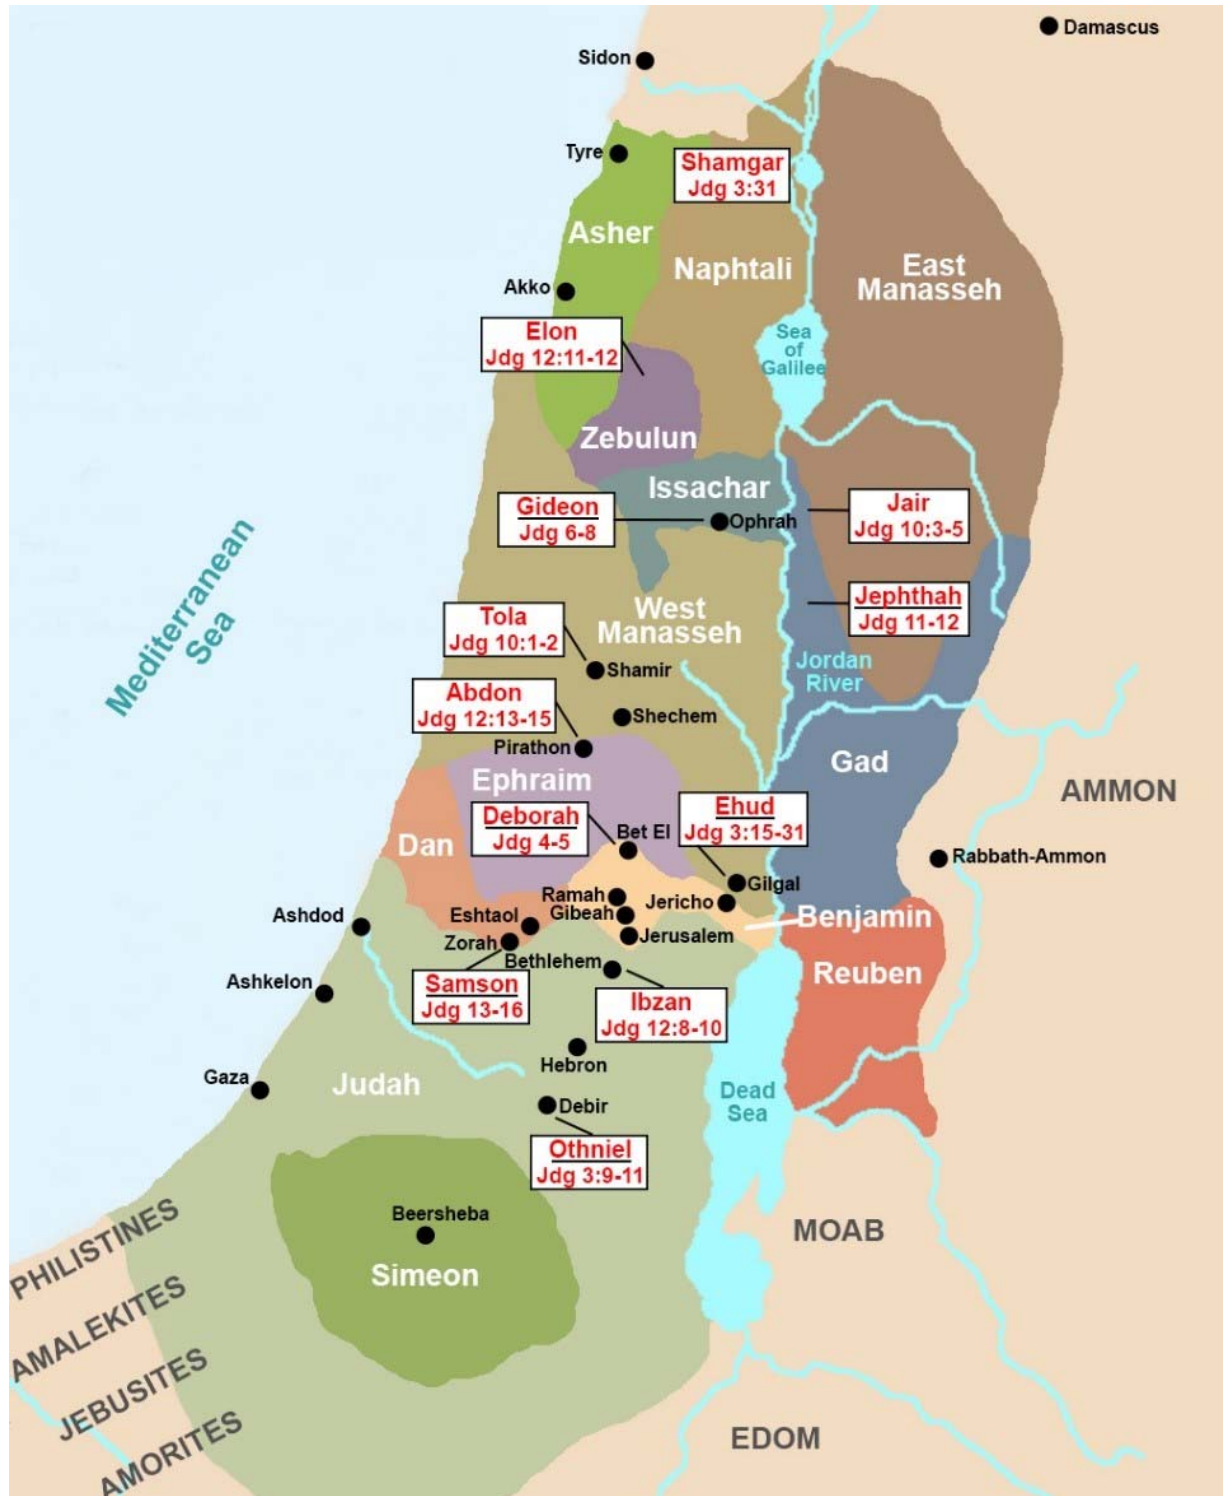 Damascus
Sidon
Tyre
Shamgar
Jdg 3:31
Asher
Naphtali
East
Manasseh
Akko
Elon
Jdg 12:11-12
Sea
of
Galilee
Zebulun
Issachar
Gideon
Jdg 6-8
Ophrah
Jair
Jdg 10:3-5
Mediterranean
Sea
Tola
Jdg 10:1-2
West
Manasseh
Jephthah
Jdg 11-12
Shamir
Jordan
River
Abdon
Jdg 12:13-15
Shechem
Pirathon
Ephraim
Gad
AMMON
Deborah
Jdg 4-5
Ehud
Jdg 3:15-31
Dan
Bet El
Rabbath-Ammon
Gilgal
Ramah
Jericho
Gibeah
Benjamin
Ashdod
Eshtaol
Zorah
Jerusalem
Bethlehem
Reuben
Ashkelon
Samson
Jdg 13-16
Ibzan
Jdg 12:8-10
Hebron
Gaza
Judah
Debir
Dead
Sea
Othniel
Jdg 3:9-11
Beersheba
Simeon
MOAB
PHILISTINES
AMALEKITES
JEBUSITES
AMORITES
EDOM